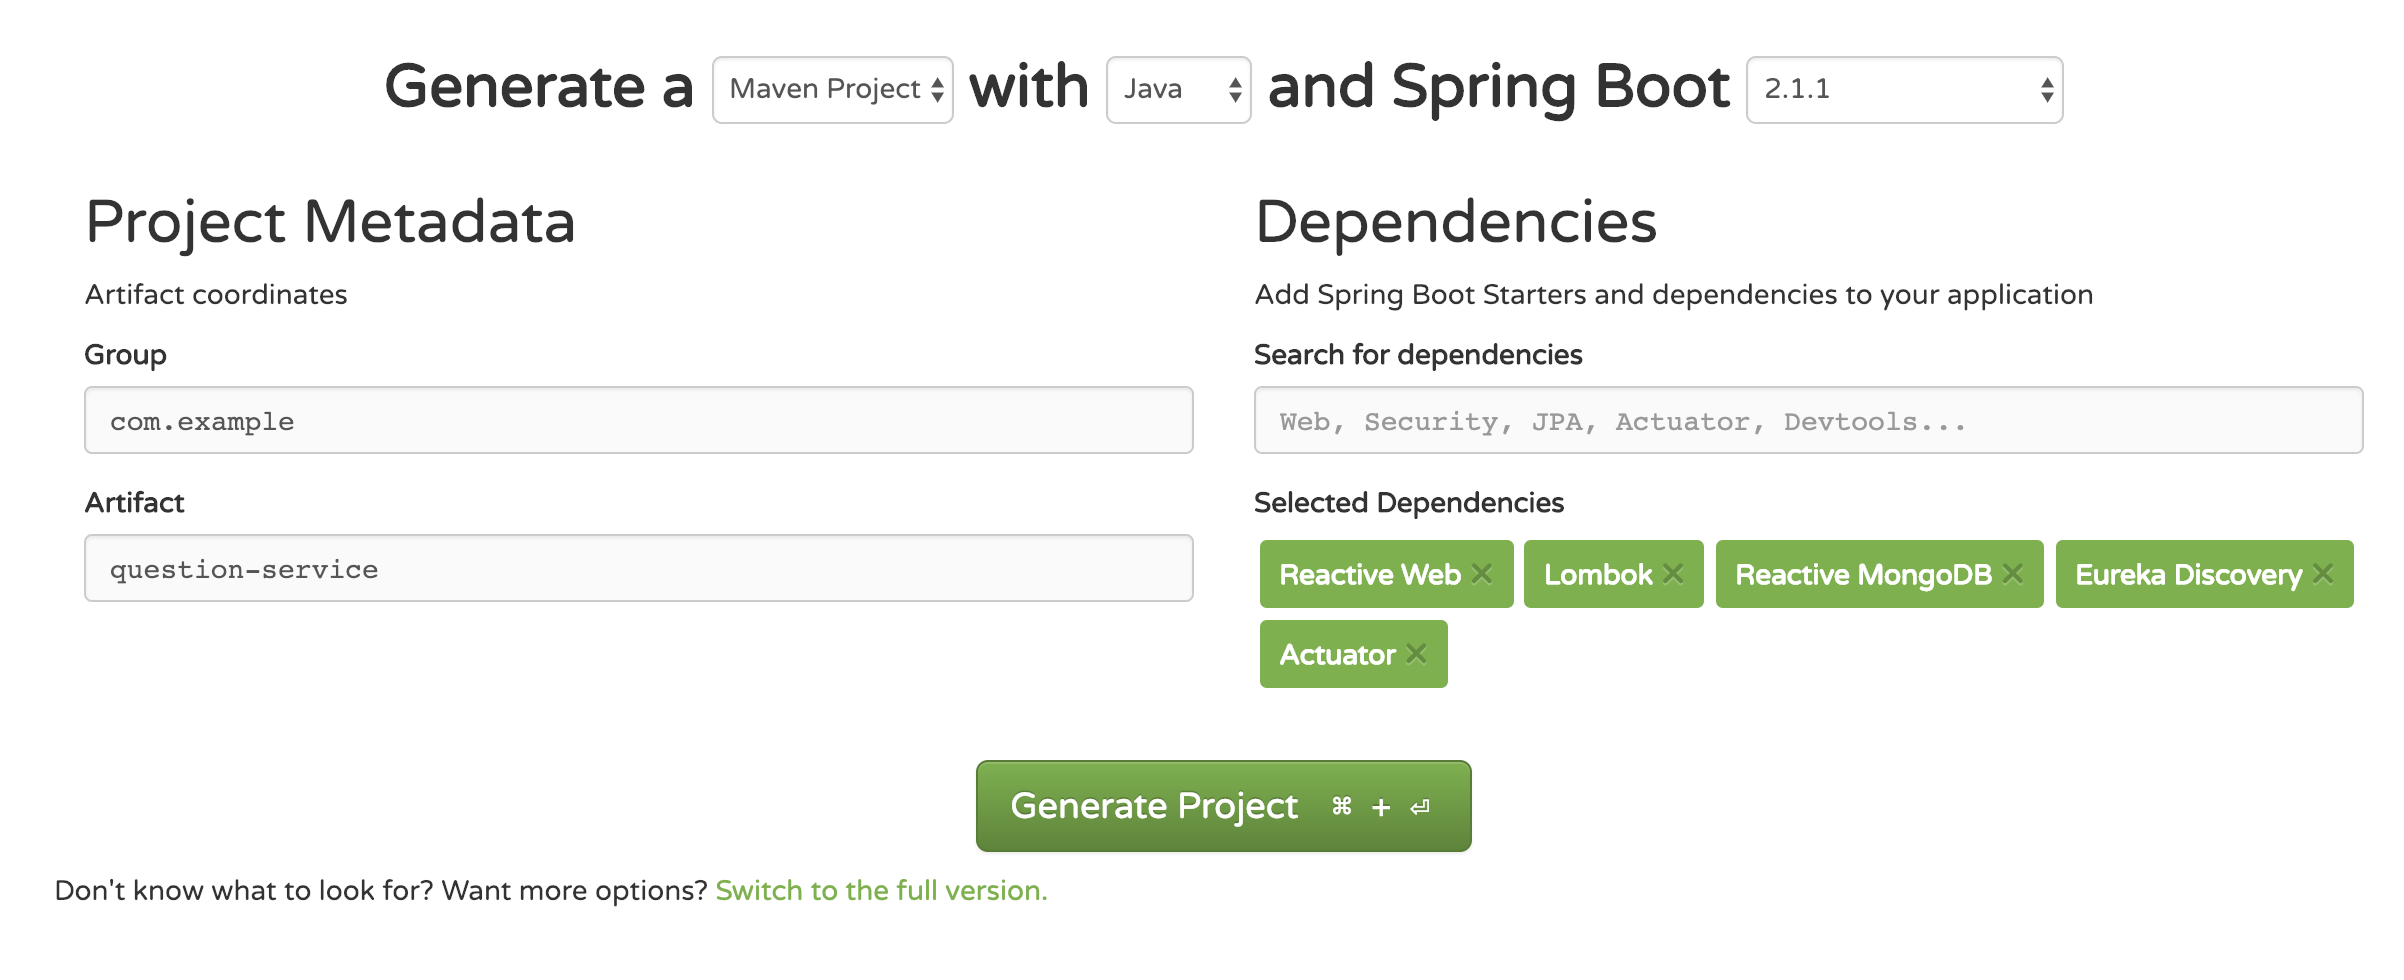 Generate a Maven Project with Java and Spring Boot 2.1.1
Project Metadata
Artifact coordinates
Group
com.example
Artifact
question-service
Dependencies
Add Spring Boot Starters and dependencies to your application
Search for dependencies
Web, Security, JPA, Actuator, Devtools...
Selected Dependencies
Reactive Web × Lombok × Reactive MongoDB × Eureka Discovery ×
Actuator ×
Generate Project ⌘ + ⏎
Don't know what to look for? Want more options? Switch to the full version.